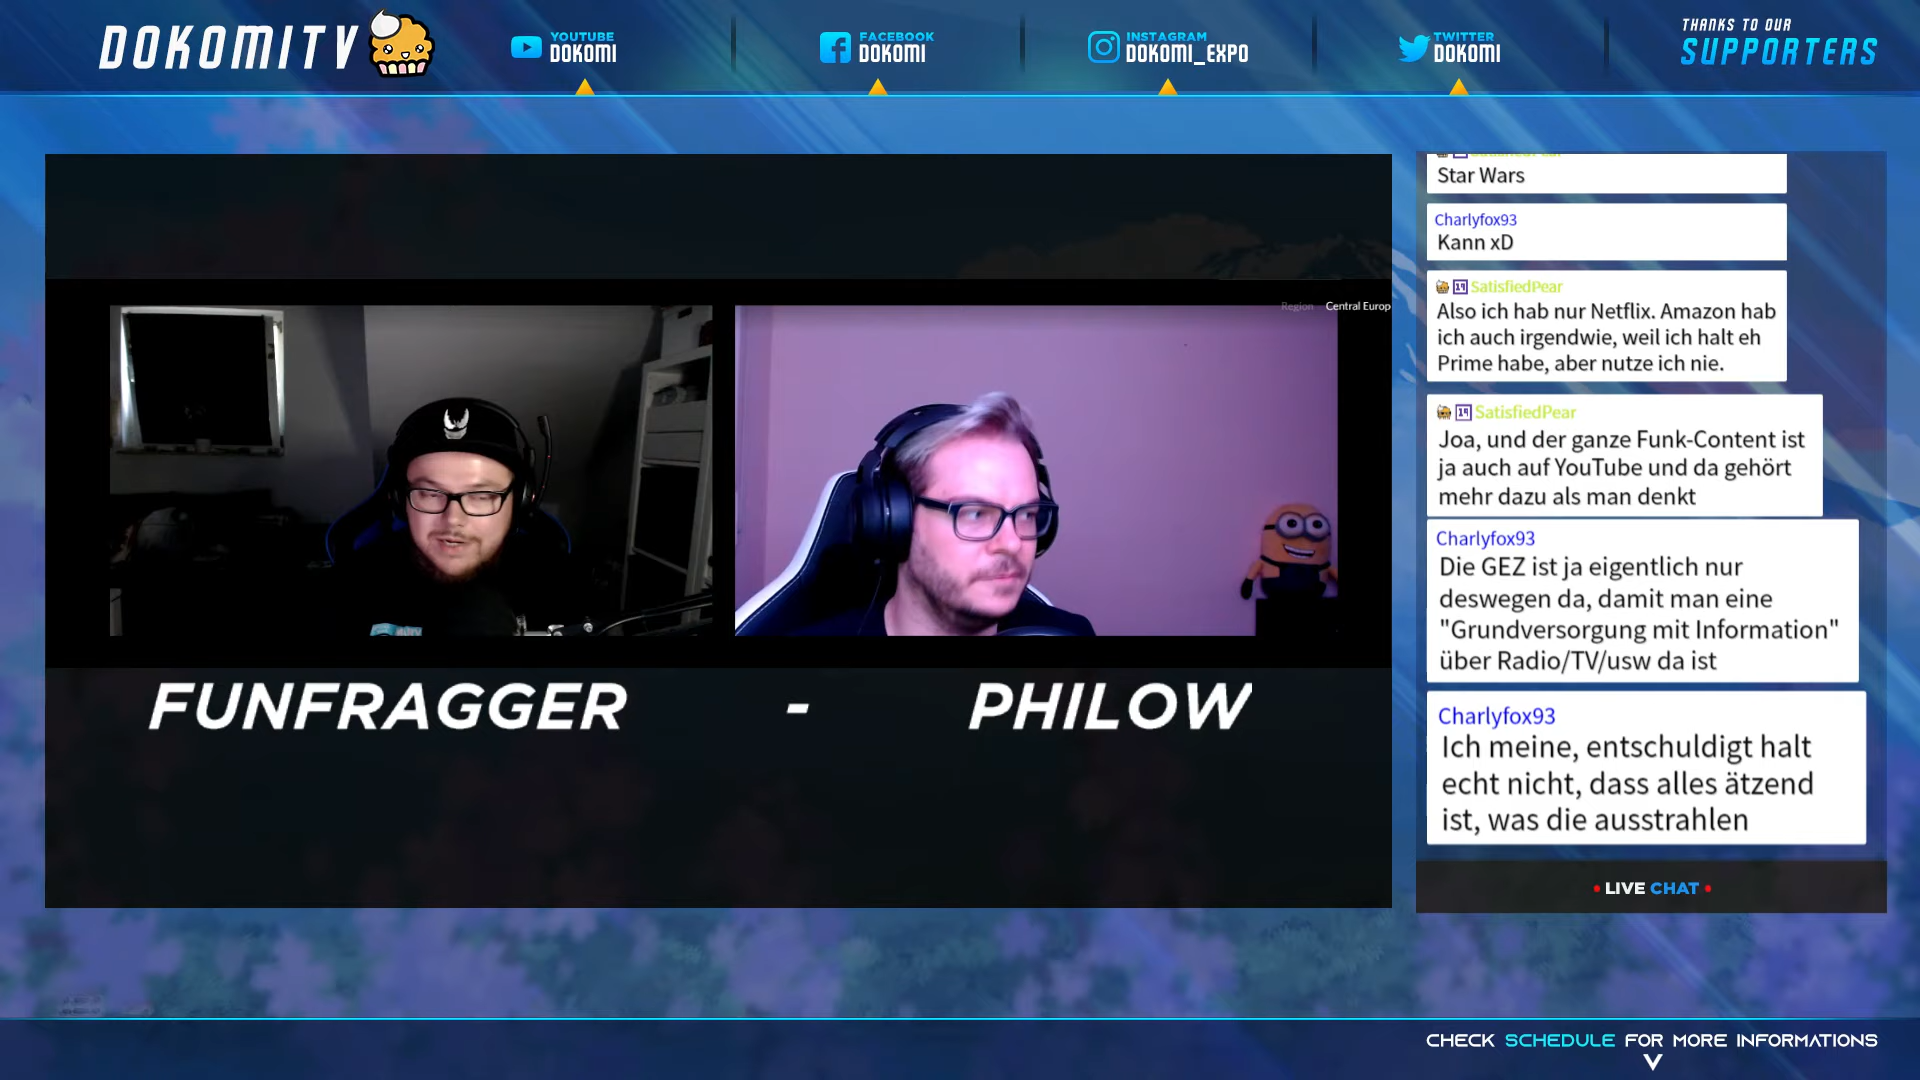 DOKOMITV
YOUTUBE
DOKOMI
FACEBOOK
DOKOMI
INSTAGRAM
DOKOMI_EXPO
TWITTER
DOKOMI
THANKS TO OUR
SUPPORTERS
Region Central Europ
FUNFRAGGER - PHILOW
Star Wars
Charlyfox93
Kann xD
SatisfiedPear
Also ich hab nur Netflix. Amazon hab
ich auch irgendwie, weil ich halt eh
Prime habe, aber nutze ich nie.
SatisfiedPear
Joa, und der ganze Funk-Content ist
ja auch auf YouTube und da gehört
mehr dazu als man denkt
Charlyfox93
Die GEZ ist ja eigentlich nur
deswegen da, damit man eine
"Grundversorgung mit Information"
über Radio/TV/usw da ist
Charlyfox93
Ich meine, entschuldigt halt
echt nicht, dass alles ätzend
ist, was die ausstrahlen
LIVE CHAT
CHECK SCHEDULE FOR MORE INFORMATIONS